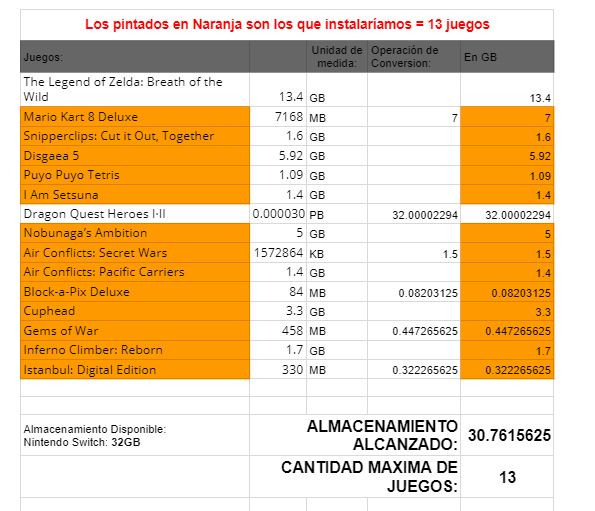 Los pintados en Naranja son los que instalaríamos = 13 juegos
Juegos: Unidad de medida: Operación de Conversion: En GB
The Legend of Zelda: Breath of the Wild 13.4 GB 13.4
Mario Kart 8 Deluxe 7168 MB 7 7
Snipperclips: Cut it Out, Together 1.6 GB 1.6
Disgaea 5 5.92 GB 5.92
Puyo Puyo Tetris 1.09 GB 1.09
I Am Setsuna 1.4 GB 1.4
Dragon Quest Heroes I·II 0.000030 PB 32.00002294 32.00002294
Nobunaga's Ambition 5 GB 5
Air Conflicts: Secret Wars 1572864 KB 1.5 1.5
Air Conflicts: Pacific Carriers 1.4 GB 1.4
Block-a-Pix Deluxe 84 MB 0.08203125 0.08203125
Cuphead 3.3 GB 3.3
Gems of War 458 MB 0.447265625 0.447265625
Inferno Climber: Reborn 1.7 GB 1.7
Istanbul: Digital Edition 330 MB 0.322265625 0.322265625
Almacenamiento Disponible:
Nintendo Switch: 32GB
ALMACENAMIENTO
ALCANZADO: 30.7615625
CANTIDAD MAXIMA DE
JUEGOS: 13